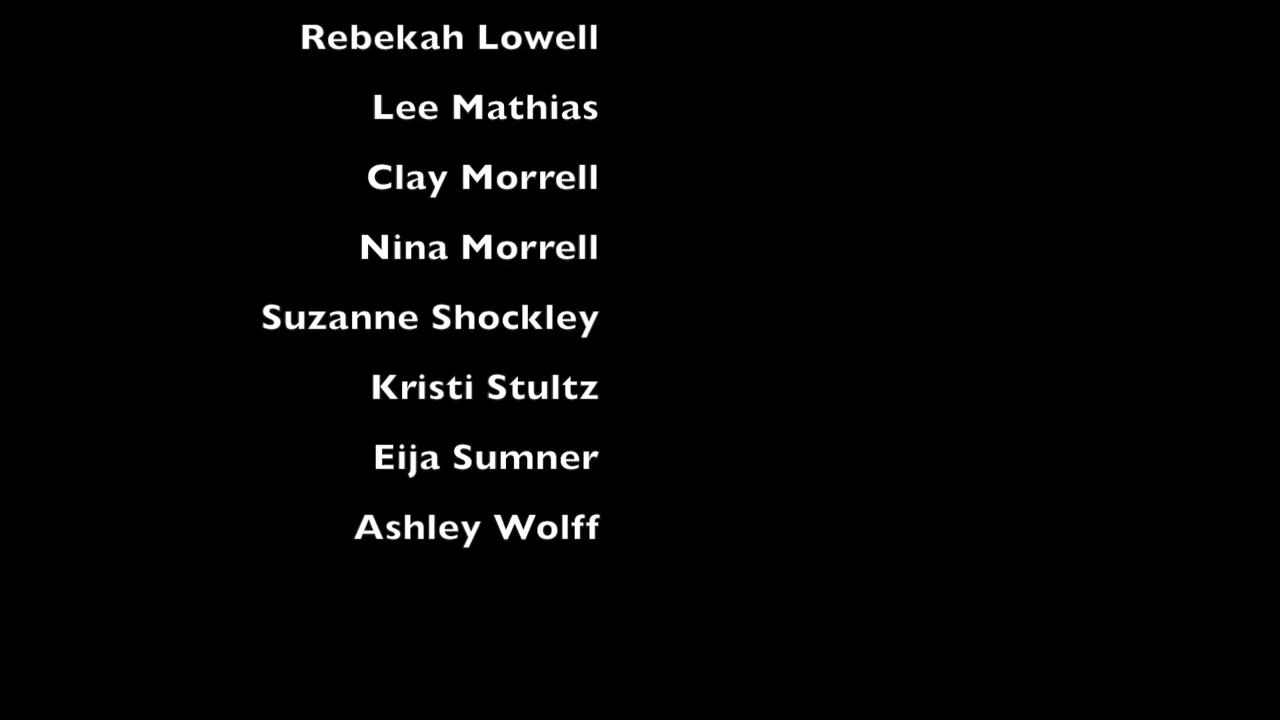 Rebekah Lowell
Lee Mathias
Clay Morrell
Nina Morrell
Suzanne Shockley
Kristi Stultz
Eija Sumner
Ashley Wolff